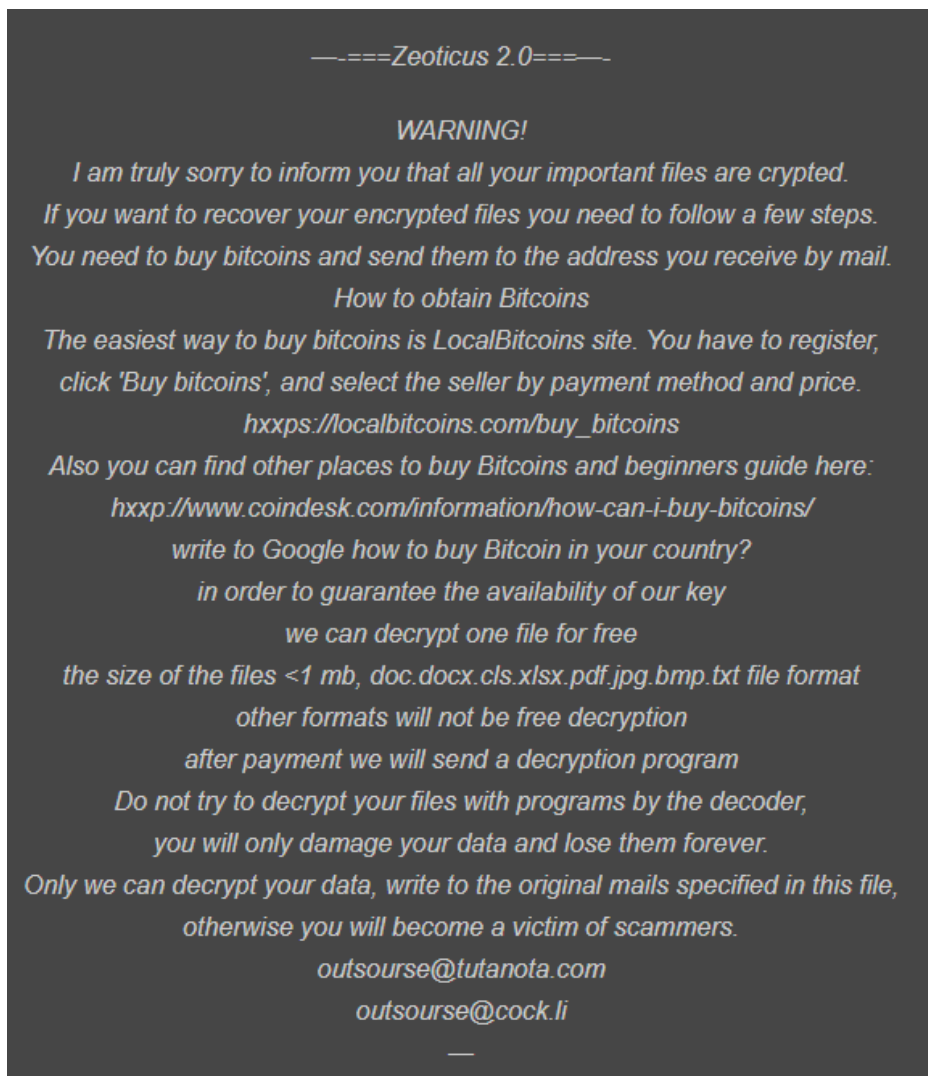 —-===Zeoticus 2.0===—-
WARNING!
I am truly sorry to inform you that all your important files are crypted.
If you want to recover your encrypted files you need to follow a few steps.
You need to buy bitcoins and send them to the address you receive by mail.
How to obtain Bitcoins
The easiest way to buy bitcoins is LocalBitcoins site. You have to register,
click 'Buy bitcoins', and select the seller by payment method and price.
hxxps://localbitcoins.com/buy_bitcoins
Also you can find other places to buy Bitcoins and beginners guide here:
hxxp://www.coindesk.com/information/how-can-i-buy-bitcoins/
write to Google how to buy Bitcoin in your country?
in order to guarantee the availability of our key
we can decrypt one file for free
the size of the files <1 mb, doc.docx.cls.xlsx.pdf.jpg.bmp.txt file format
other formats will not be free decryption
after payment we will send a decryption program
Do not try to decrypt your files with programs by the decoder,
you will only damage your data and lose them forever.
Only we can decrypt your data, write to the original mails specified in this file,
otherwise you will become a victim of scammers.
outsourse@tutanota.com
outsourse@cock.li
—